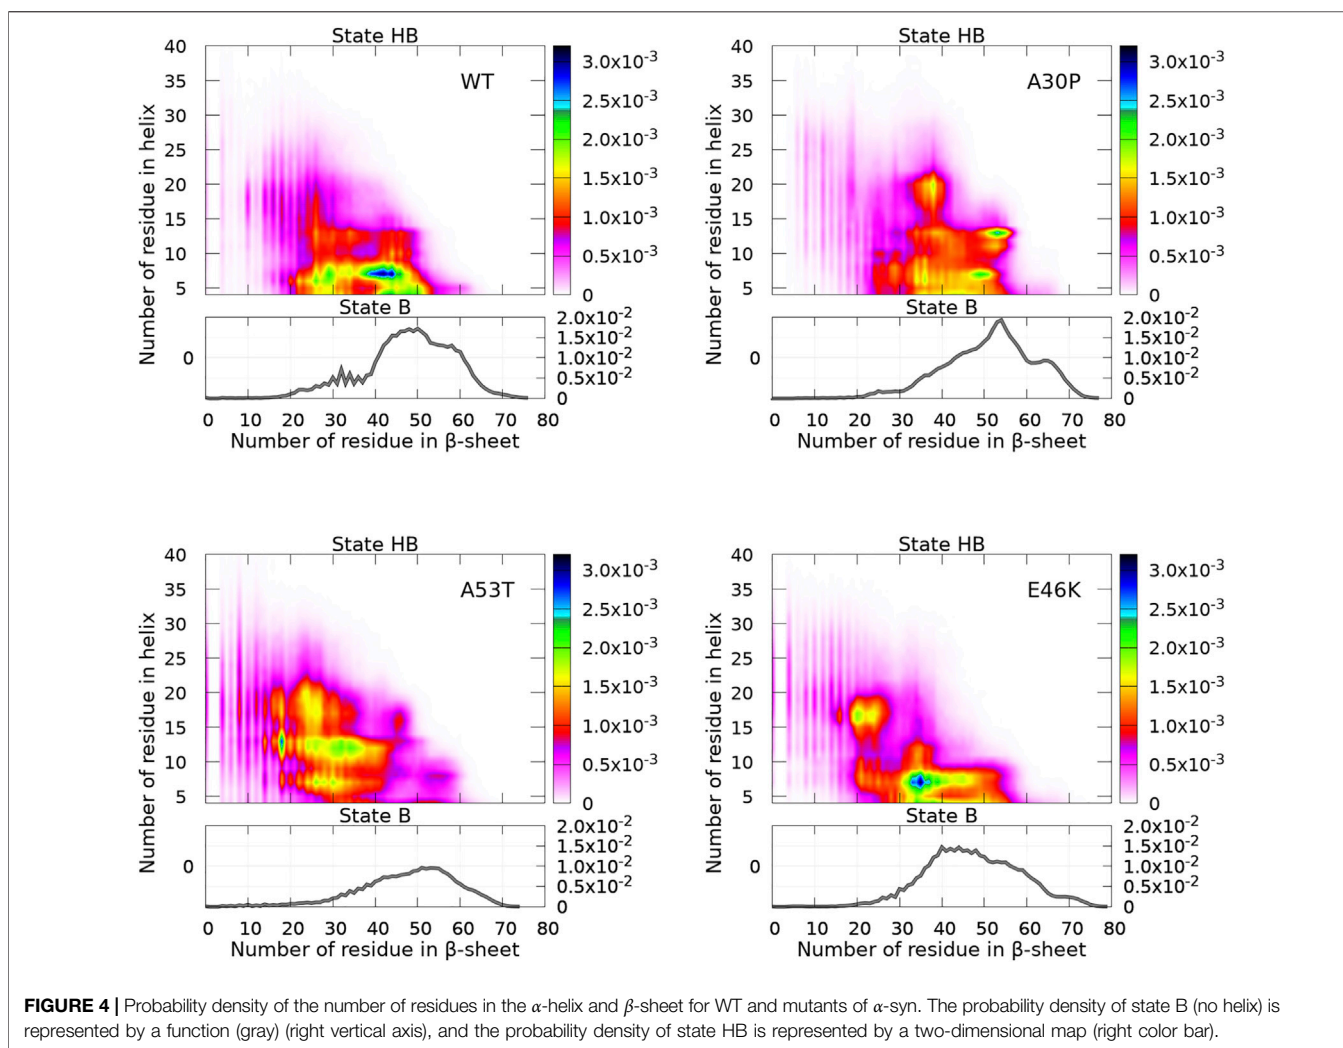 State HB
WT
Number of residue in helix
40
35
30
25
20
15
10
5
3.0x10⁻³
2.5x10⁻³
2.0x10⁻³
1.5x10⁻³
1.0x10⁻³
0.5x10⁻³
0
State B
0
2.0x10⁻²
1.5x10⁻²
1.0x10⁻²
0.5x10⁻²
0
0 10 20 30 40 50 60 70 80
Number of residue in β-sheet
State HB
A30P
Number of residue in helix
40
35
30
25
20
15
10
5
3.0x10⁻³
2.5x10⁻³
2.0x10⁻³
1.5x10⁻³
1.0x10⁻³
0.5x10⁻³
0
State B
0
2.0x10⁻²
1.5x10⁻²
1.0x10⁻²
0.5x10⁻²
0
0 10 20 30 40 50 60 70 80
Number of residue in β-sheet
State HB
A53T
Number of residue in helix
40
35
30
25
20
15
10
5
3.0x10⁻³
2.5x10⁻³
2.0x10⁻³
1.5x10⁻³
1.0x10⁻³
0.5x10⁻³
0
State B
0
2.0x10⁻²
1.5x10⁻²
1.0x10⁻²
0.5x10⁻²
0
0 10 20 30 40 50 60 70 80
Number of residue in β-sheet
State HB
E46K
Number of residue in helix
40
35
30
25
20
15
10
5
3.0x10⁻³
2.5x10⁻³
2.0x10⁻³
1.5x10⁻³
1.0x10⁻³
0.5x10⁻³
0
State B
0
2.0x10⁻²
1.5x10⁻²
1.0x10⁻²
0.5x10⁻²
0
0 10 20 30 40 50 60 70 80
Number of residue in β-sheet
FIGURE 4 | Probability density of the number of residues in the α-helix and β-sheet for WT and mutants of α-syn. The probability density of state B (no helix) is
represented by a function (gray) (right vertical axis), and the probability density of state HB is represented by a two-dimensional map (right color bar).